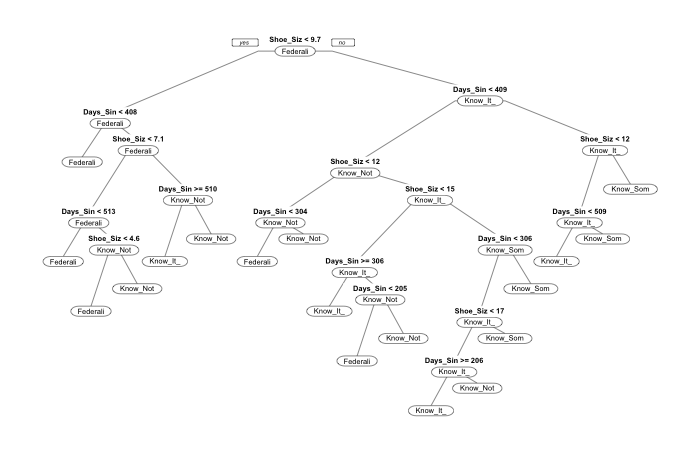 Shoe_Siz < 9.7
yes
no
Federali
Days_Sin < 409
Know_It_
Days_Sin < 408
Federali
Shoe_Siz < 7.1
Shoe_Siz < 12
Federali
Know_It_
Federali
Shoe_Siz < 12
Know_Not
Days_Sin >= 510
Shoe_Siz < 15
Know_Som
Know_Not
Know_It_
Days_Sin < 513
Days_Sin < 304
Days_Sin < 509
Federali
Know_Not
Know_It_
Shoe_Siz < 4.6
Know_Not
Know_Not
Days_Sin < 306
Know_Som
Know_Not
Know_Som
Federali
Know_It_
Federali
Days_Sin >= 306
Know_It_
Know_It_
Know_Not
Days_Sin < 205
Know_Som
Know_Not
Federali
Know_It_
Shoe_Siz < 17
Know_It_
Know_Not
Know_Som
Federali
Days_Sin >= 206
Know_It_
Know_Not
Know_It_